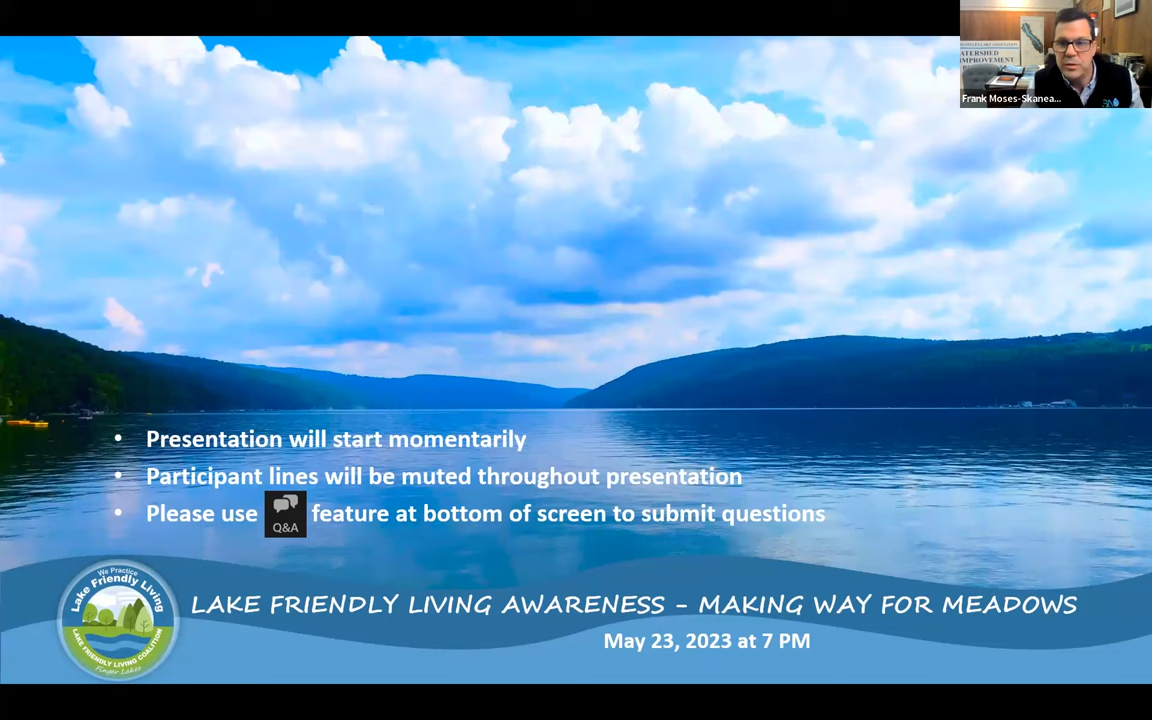 WATERSHED
IMPROVEMENT
Frank Moses-Skanea...
• Presentation will start momentarily
• Participant lines will be muted throughout presentation
• Please use Q&A feature at bottom of screen to submit questions
We Practice
Lake Friendly Living
LAKE FRIENDLY LIVING COALITION
Finger Lakes
LAKE FRIENDLY LIVING AWARENESS – MAKING WAY FOR MEADOWS
May 23, 2023 at 7 PM